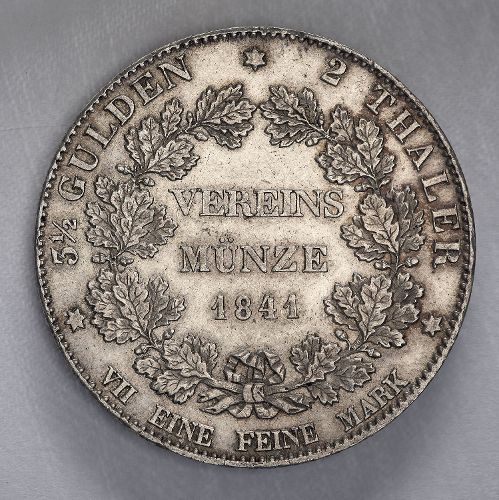 3½ GULDEN ✶ 2 THALER
VEREINS
MÜNZE
1841
VII EINE FEINE MARK